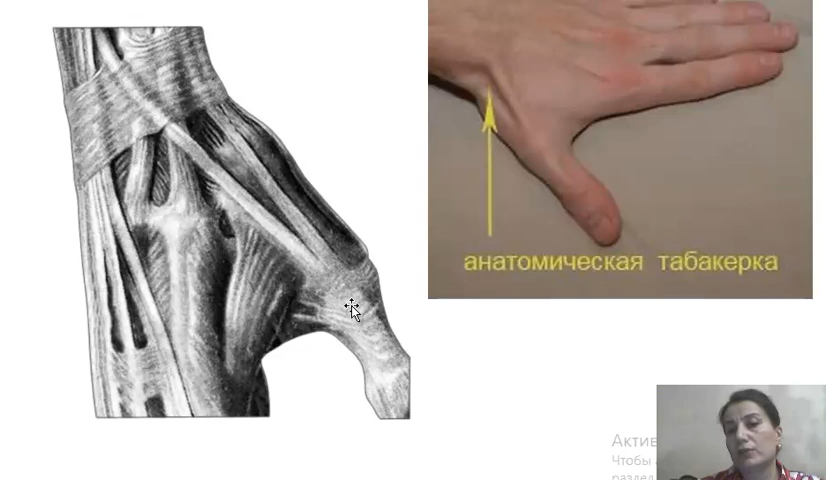 анатомическая табакерка
Актив
Чтобы
раздел